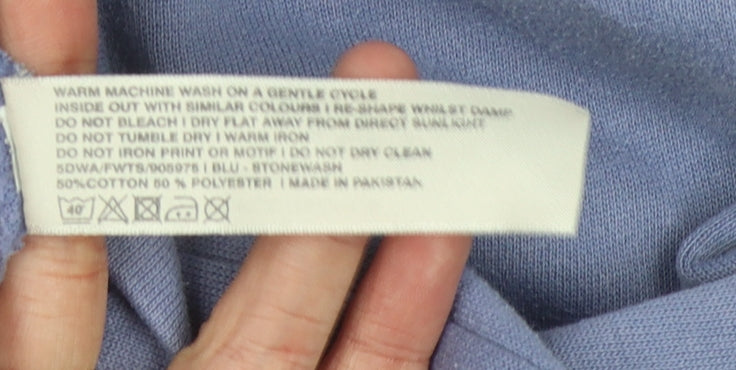 WARM MACHINE WASH ON A GENTLE CYCLE
INSIDE OUT WITH SIMILAR COLOURS | RE-SHAPE WHILST DAMP
DO NOT BLEACH | DRY FLAT AWAY FROM DIRECT SUNLIGHT
DO NOT TUMBLE DRY | WARM IRON
DO NOT IRON PRINT OR MOTIF | DO NOT DRY CLEAN
5DWA/FWTS/905975 | BLU - STONEWASH
50%COTTON 50 % POLYESTER | MADE IN PAKISTAN
40